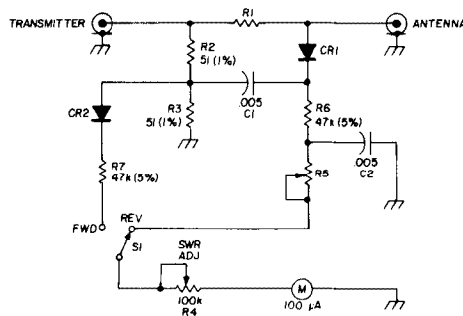 TRANSMITTER
R1
ANTENNA
R2
51 (1%)
CR1
CR2
R3
51 (1%)
.005
C1
R6
47k (5%)
R7
47k (5%)
R5
.005
C2
FWD
REV
S1
SWR
ADJ
100k
R4
M
100 µA